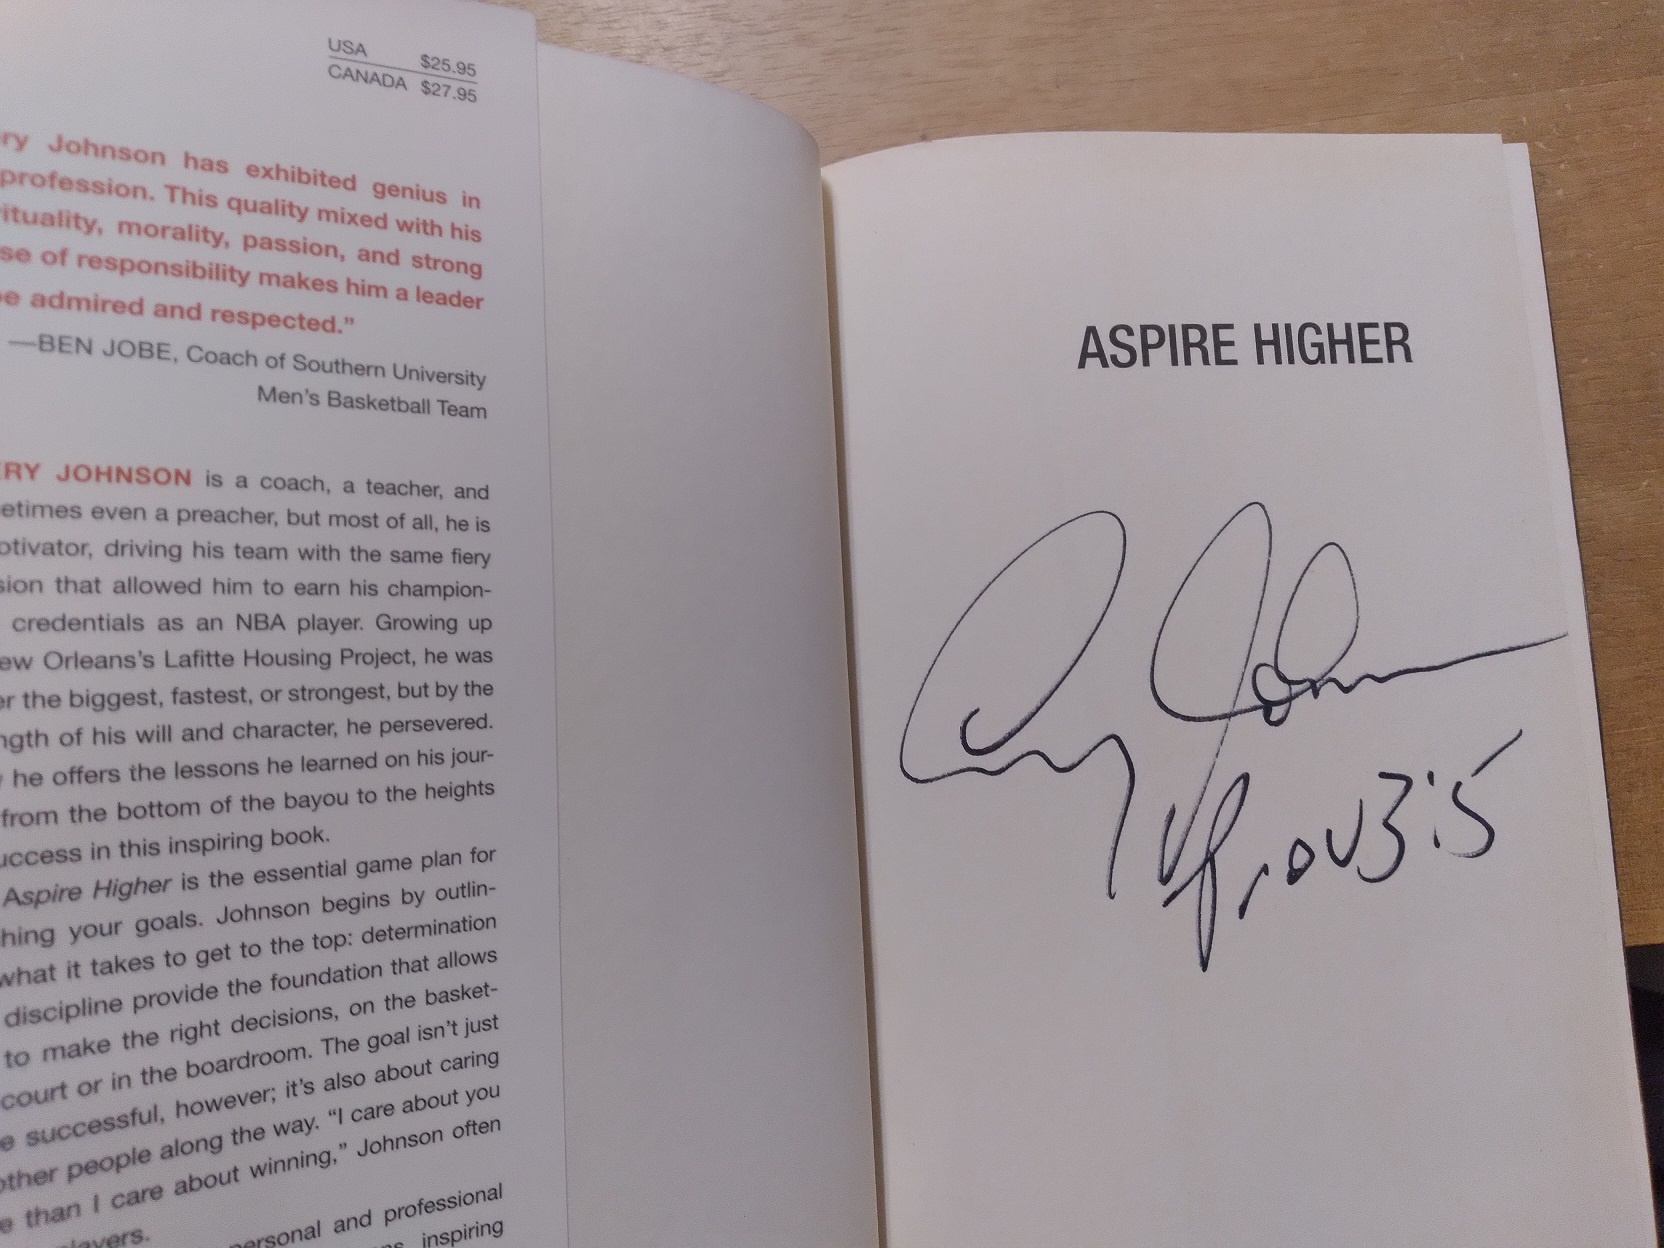 USA $25.95
CANADA $27.95
ry Johnson has exhibited genius in
profession. This quality mixed with his
ituality, morality, passion, and strong
se of responsibility makes him a leader
e admired and respected.”
—BEN JOBE, Coach of Southern University
Men’s Basketball Team
RY JOHNSON is a coach, a teacher, and
etimes even a preacher, but most of all, he is
otivator, driving his team with the same fiery
sion that allowed him to earn his champion-
credentials as an NBA player. Growing up
ew Orleans’s Lafitte Housing Project, he was
er the biggest, fastest, or strongest, but by the
ngth of his will and character, he persevered.
he offers the lessons he learned on his jour-
from the bottom of the bayou to the heights
uccess in this inspiring book.
Aspire Higher is the essential game plan for
hing your goals. Johnson begins by outlin-
what it takes to get to the top: determination
discipline provide the foundation that allows
to make the right decisions, on the basket-
court or in the boardroom. The goal isn’t just
e successful, however; it’s also about caring
other people along the way. “I care about you
e than I care about winning,” Johnson often
layers.
personal and professional
inspiring
ASPIRE HIGHER
Avery Johnson
Prov 3:5